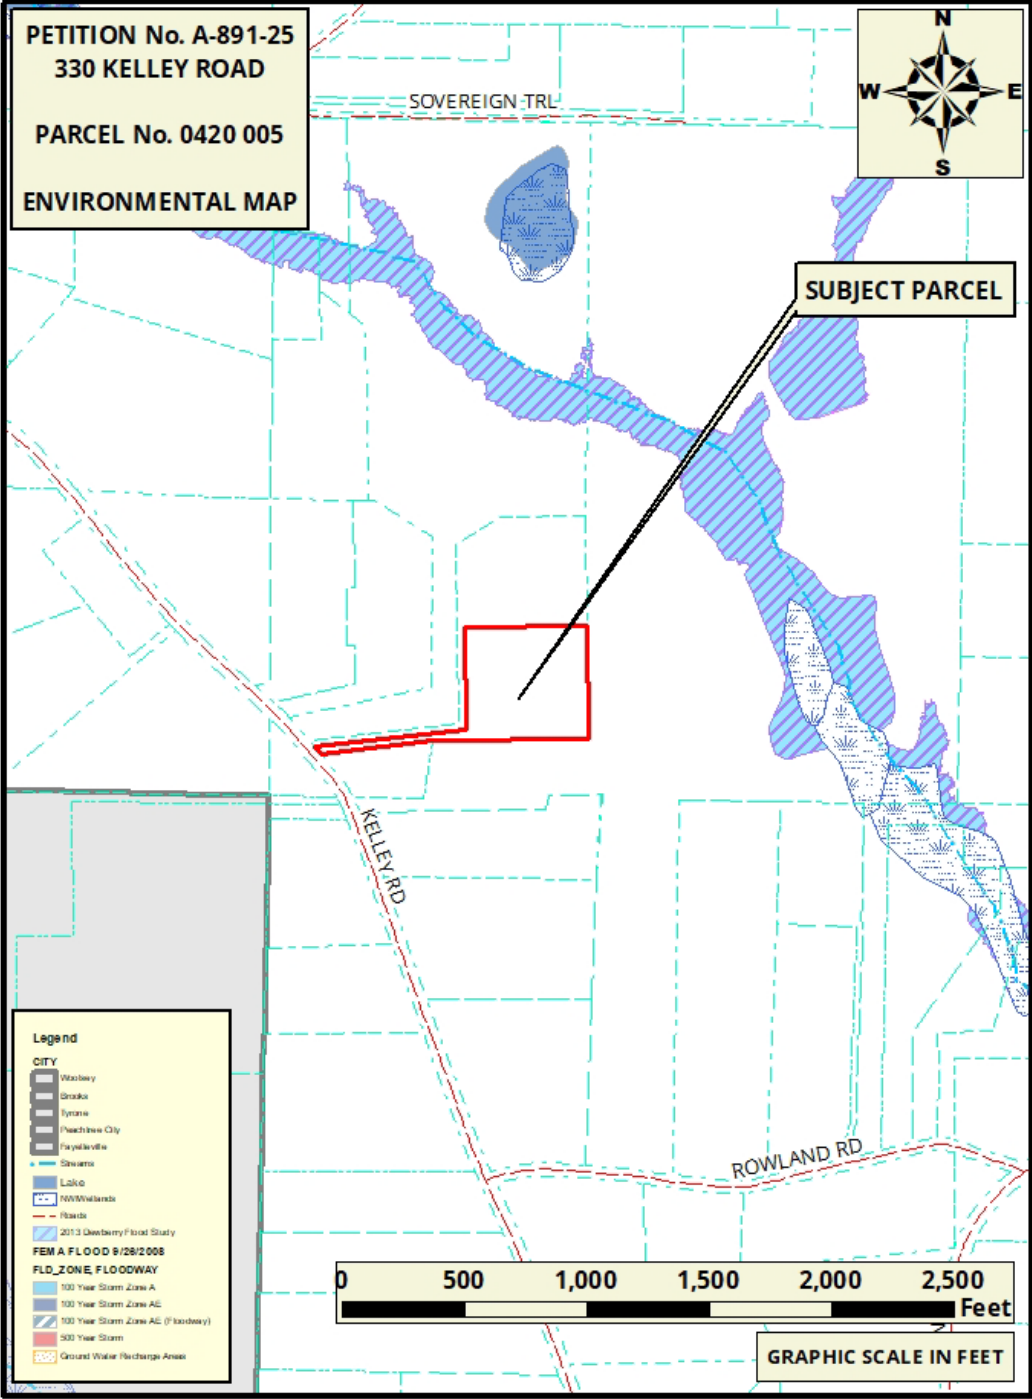 PETITION No. A-891-25
330 KELLEY ROAD
PARCEL No. 0420 005
ENVIRONMENTAL MAP
N
W
E
S
SOVEREIGN TRL
SUBJECT PARCEL
KELLEY RD
ROWLAND RD
Legend
CITY
Woolsey
Brooks
Tyrone
Peachtree City
Fayetteville
Streams
Lake
NWIWetlands
Roads
2013 Dewberry Flood Study
FEMA FLOOD 9/26/2008
FLD_ZONE, FLOODWAY
100 Year Storm Zone A
100 Year Storm Zone AE
100 Year Storm Zone AE (Floodway)
500 Year Storm
Ground Water Recharge Areas
0 500 1,000 1,500 2,000 2,500
Feet
GRAPHIC SCALE IN FEET